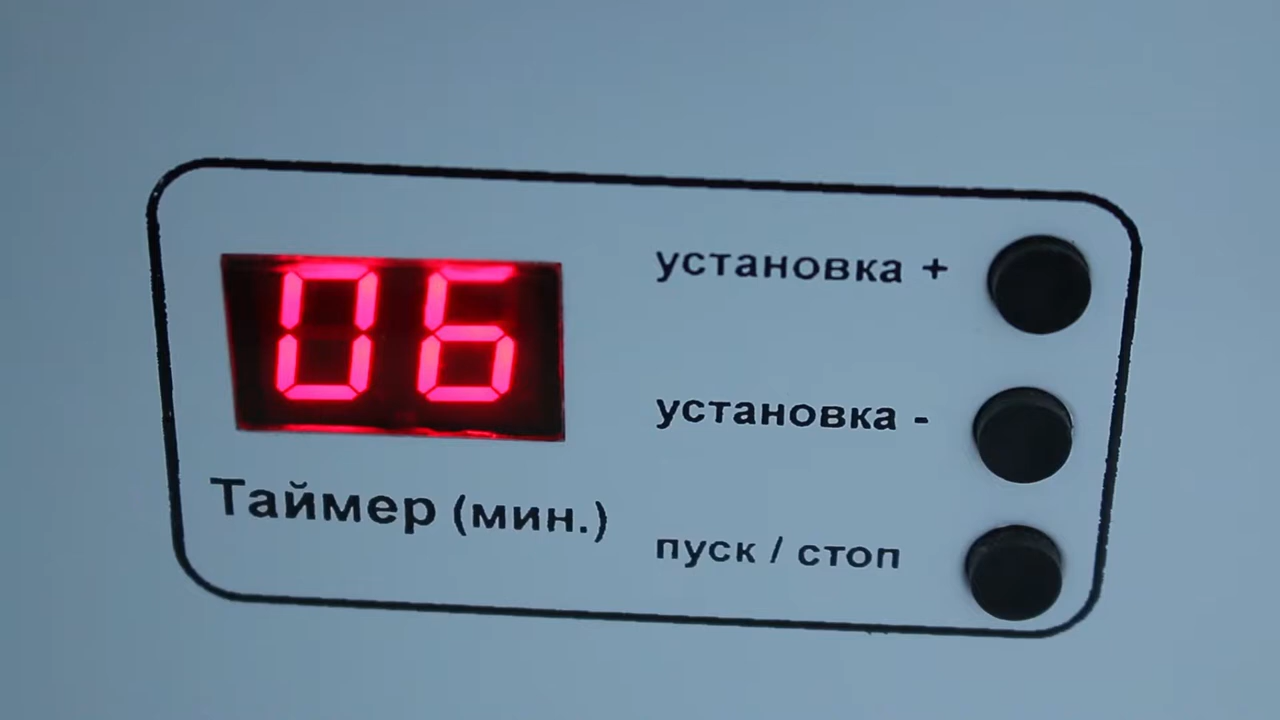 06
установка +
установка -
Таймер (мин.)
пуск / стоп